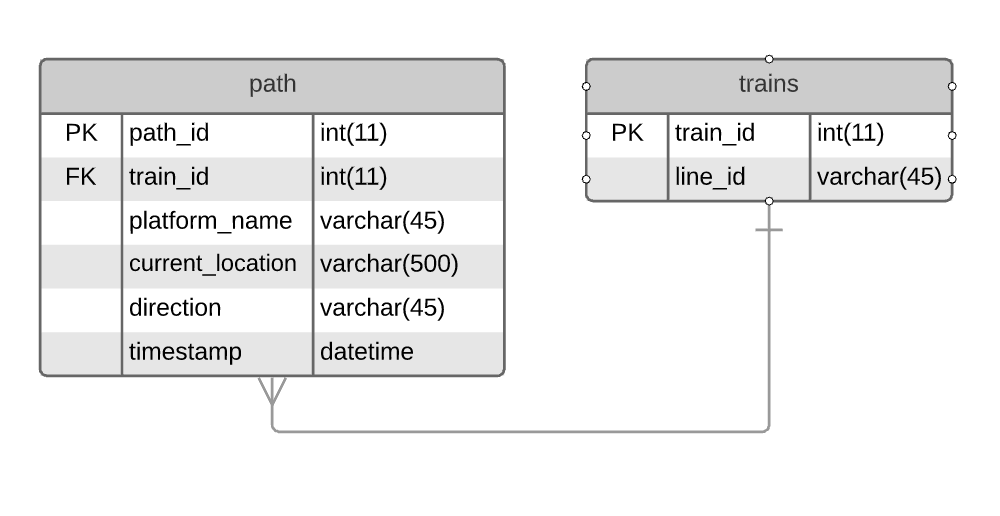 path
PK path_id int(11)
FK train_id int(11)
platform_name varchar(45)
current_location varchar(500)
direction varchar(45)
timestamp datetime
trains
PK train_id int(11)
line_id varchar(45)